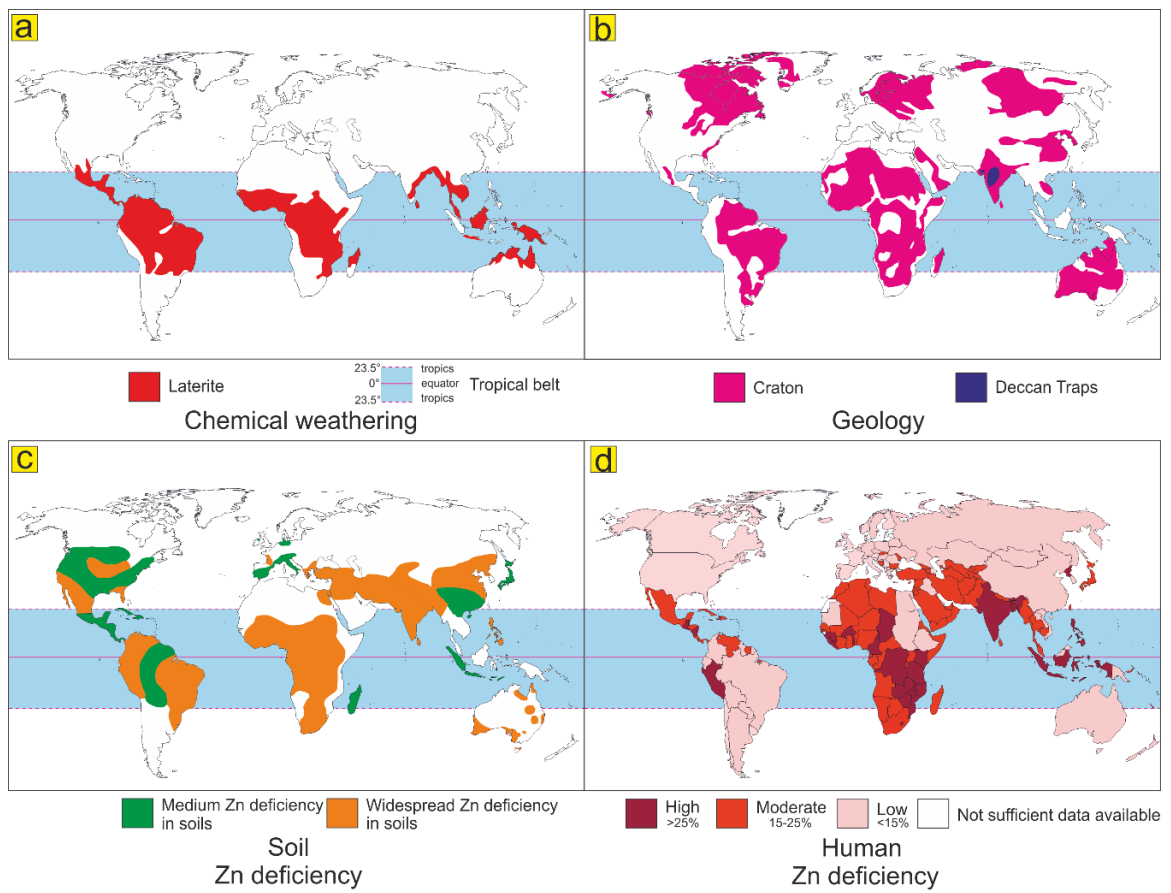 a
b
Laterite
23.5°
0°
23.5°
tropics
equator
tropics
Tropical belt
Chemical weathering
Craton
Deccan Traps
Geology
c
d
Medium Zn deficiency
in soils
Widespread Zn deficiency
in soils
Soil
Zn deficiency
High
>25%
Moderate
15-25%
Low
<15%
Not sufficient data available
Human
Zn deficiency